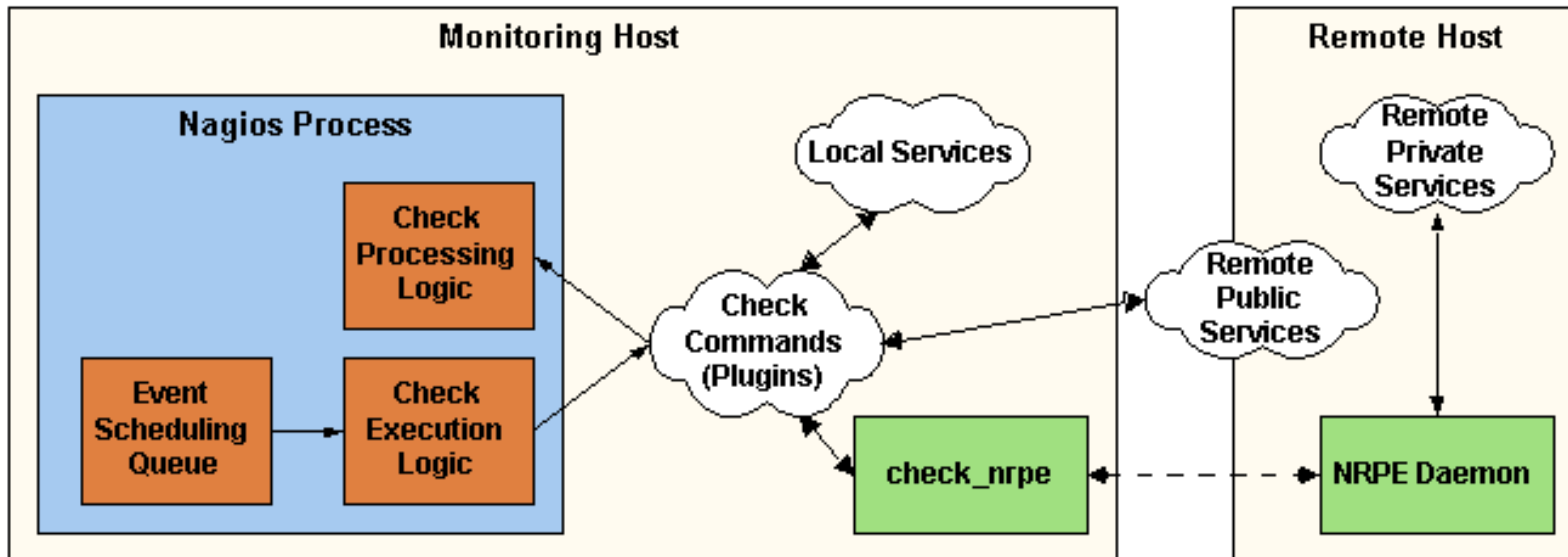 Monitoring Host
Remote Host
Nagios Process
Local Services
Remote
Private
Services
Check
Processing
Logic
Remote
Public
Services
Check
Commands
(Plugins)
Event
Scheduling
Queue
Check
Execution
Logic
check_nrpe
NRPE Daemon